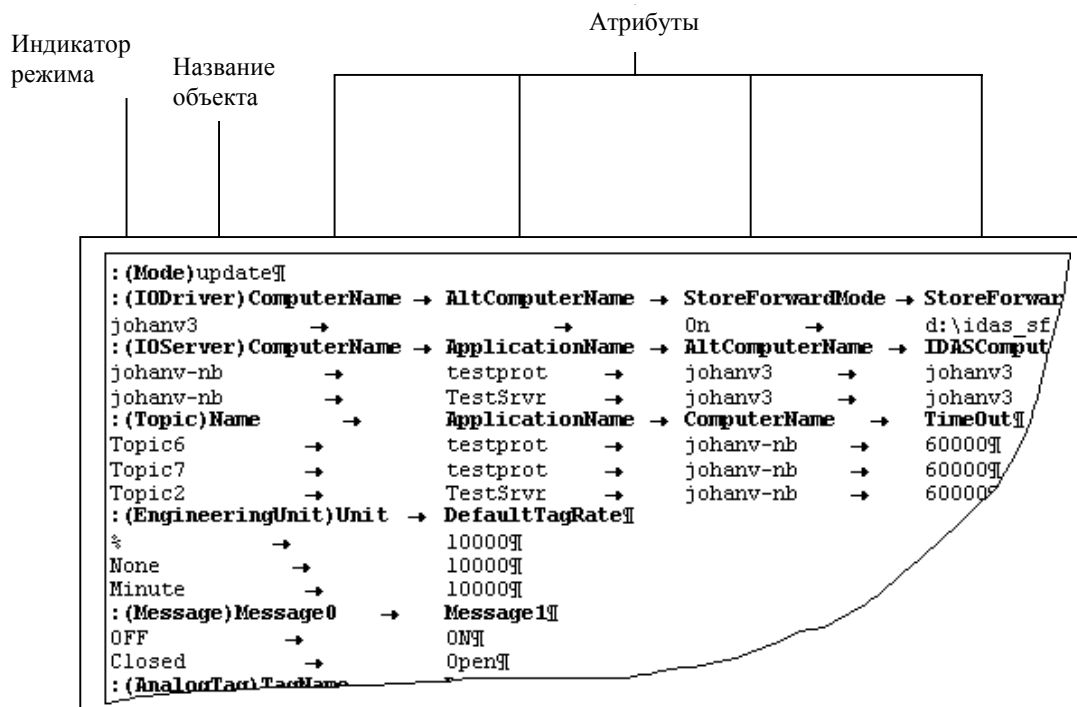 Атрибуты
Индикатор
режима
Название
объекта
:(Mode)update¶
:(IODriver)ComputerName → AltComputerName → StoreForwardMode → StoreForwar
johanv3 → → On → d:\idas_sf
:(IOServer)ComputerName → ApplicationName → AltComputerName → IDASComput
johanv-nb → testprot → johanv3 → johanv3
johanv-nb → TestSrvr → johanv3 → johanv3
:(Topic)Name → ApplicationName → ComputerName → TimeOut¶
Topic6 → testprot → johanv-nb → 60000¶
Topic7 → testprot → johanv-nb → 60000¶
Topic2 → TestSrvr → johanv-nb → 60000¶
:(EngineeringUnit)Unit → DefaultTagRate¶
% → 10000¶
None → 10000¶
Minute → 10000¶
:(Message)Message0 → Message1¶
OFF → ON¶
Closed → Open¶
:(AnalogTag)TagName